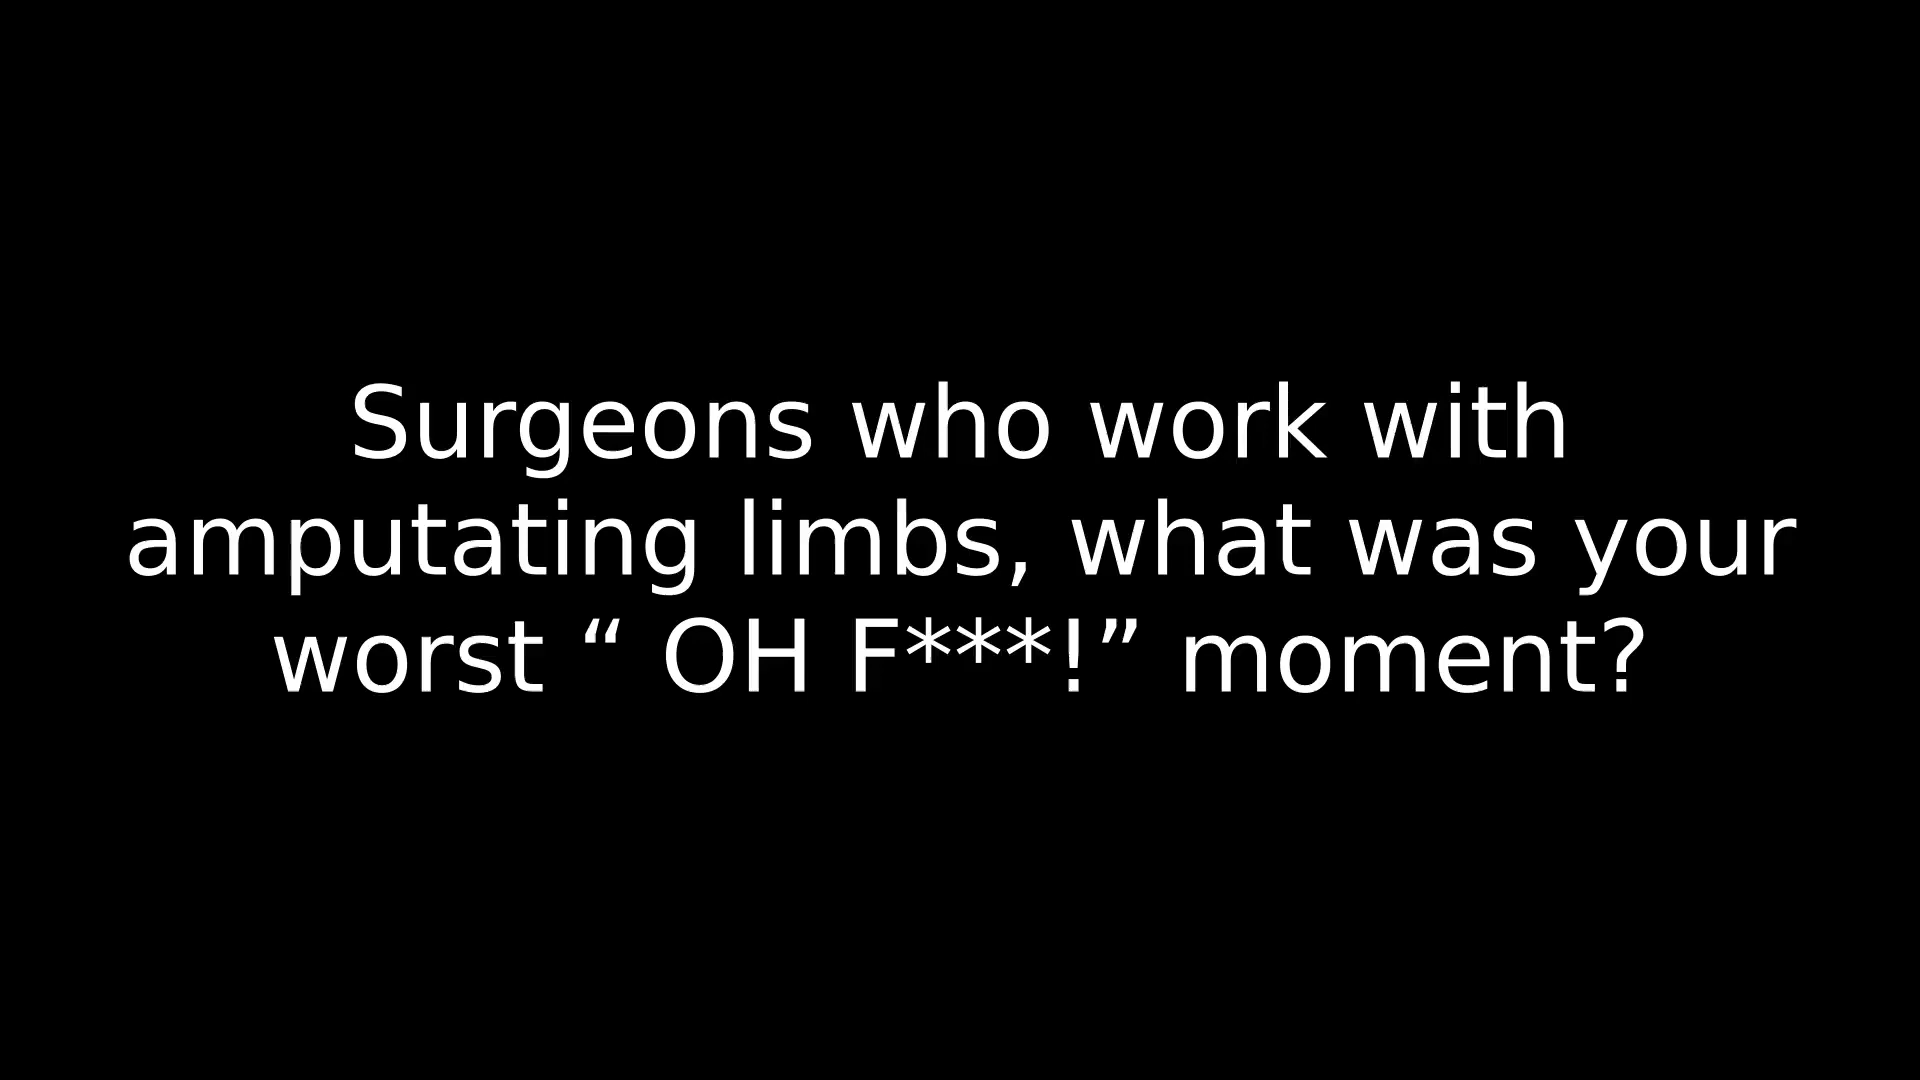 Surgeons who work with
amputating limbs, what was your
worst “ OH F***!” moment?